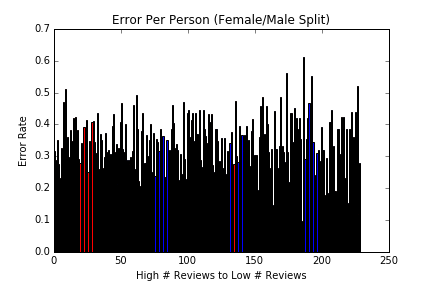 Error Per Person (Female/Male Split)
0.7
0.6
0.5
0.4
0.3
0.2
0.1
0.0
Error Rate
0 50 100 150 200 250
High # Reviews to Low # Reviews